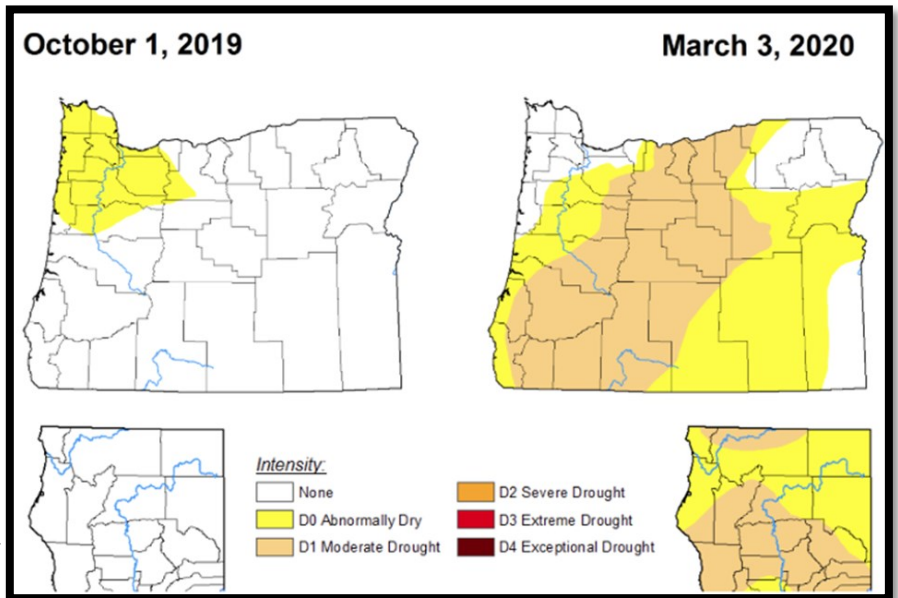 October 1, 2019
March 3, 2020
Intensity:
None
D0 Abnormally Dry
D1 Moderate Drought
D2 Severe Drought
D3 Extreme Drought
D4 Exceptional Drought